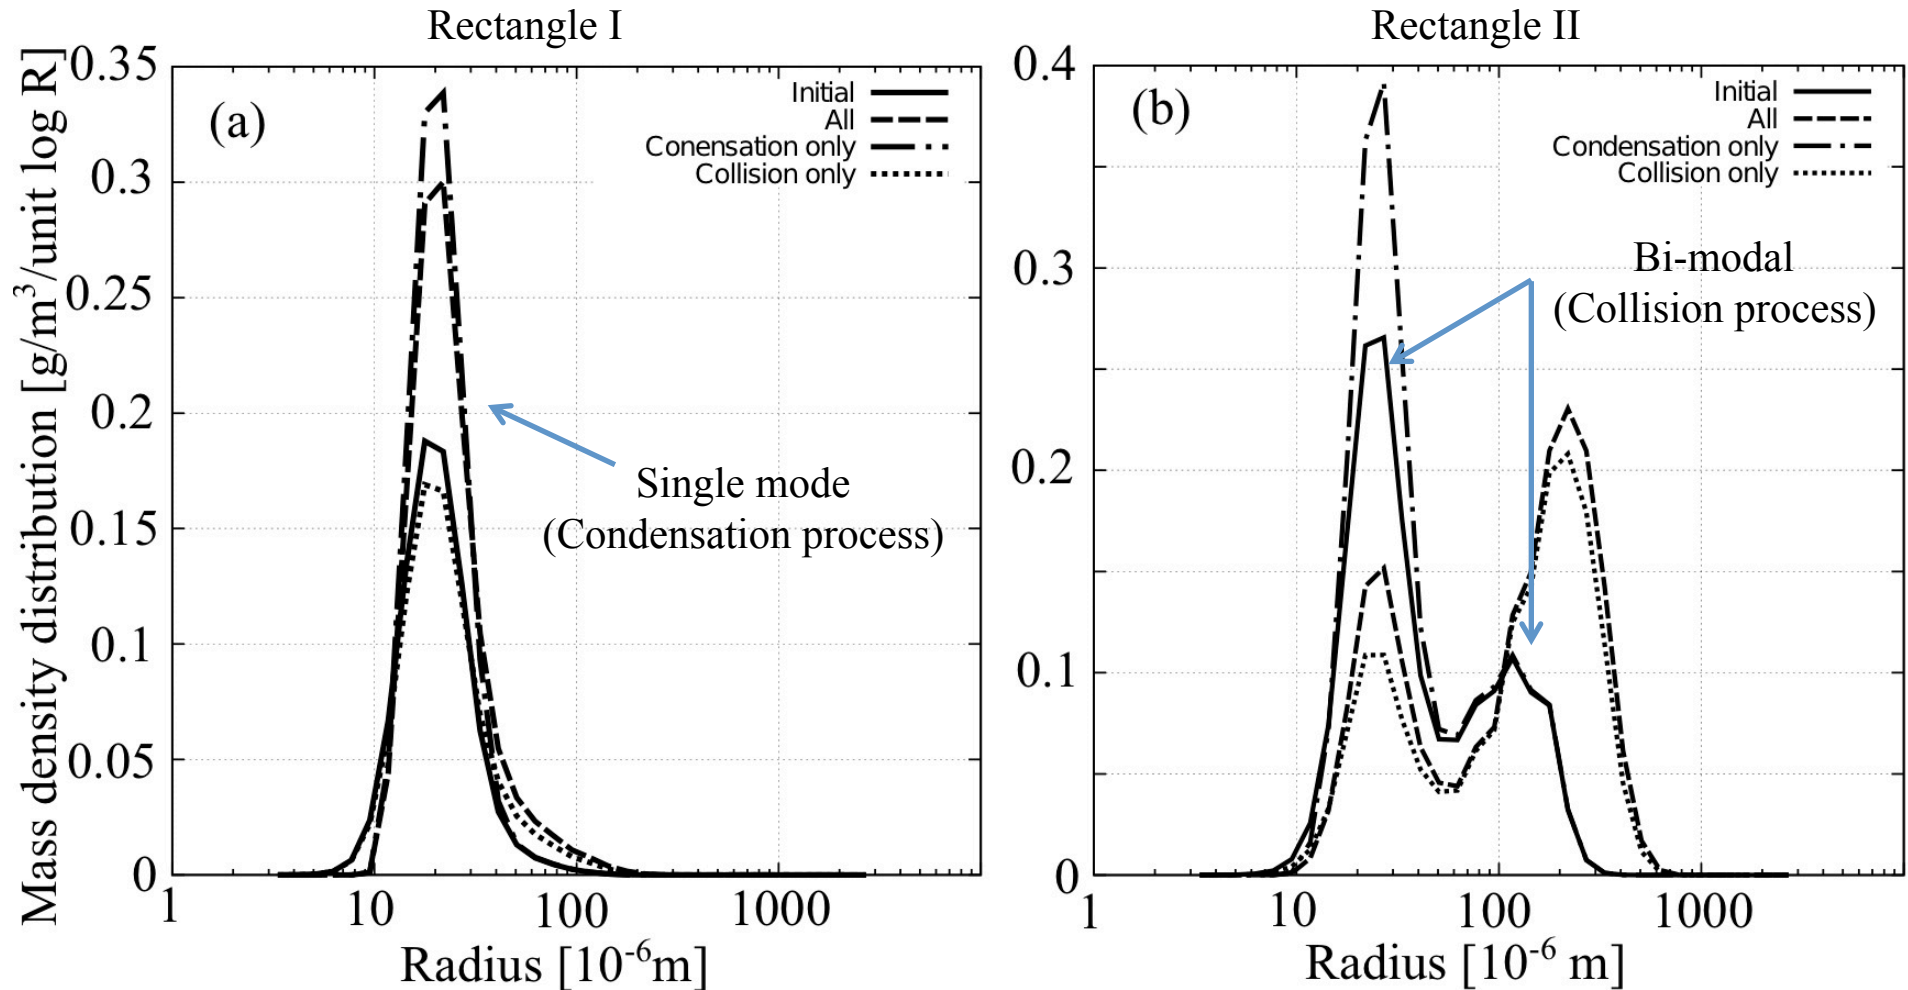 Rectangle I
Mass density distribution [g/m³/unit log R]
0.35
0.3
0.25
0.2
0.15
0.1
0.05
0
(a)
Initial
All
Conensation only
Collision only
Single mode
(Condensation process)
1
10
100
1000
Radius [10⁻⁶m]
Rectangle II
0.4
0.3
0.2
0.1
0
(b)
Initial
All
Condensation only
Collision only
Bi-modal
(Collision process)
1
10
100
1000
Radius [10⁻⁶ m]